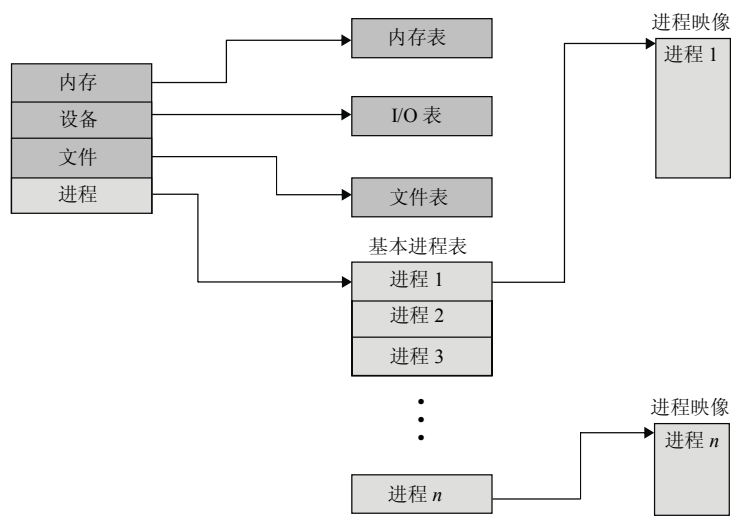 内存
设备
文件
进程
内存表
I/O 表
文件表
基本进程表
进程 1
进程 2
进程 3
进程 n
进程映像
进程 1
进程映像
进程 n